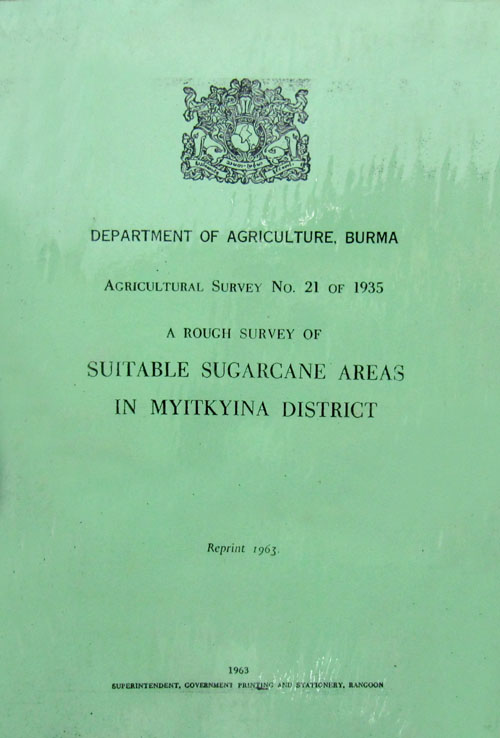 DEPARTMENT OF AGRICULTURE, BURMA
AGRICULTURAL SURVEY NO. 21 OF 1935
A ROUGH SURVEY OF
SUITABLE SUGARCANE AREAS
IN MYITKYINA DISTRICT
Reprint 1963.
1963
SUPERINTENDENT, GOVERNMENT PRINTING AND STATIONERY, RANGOON